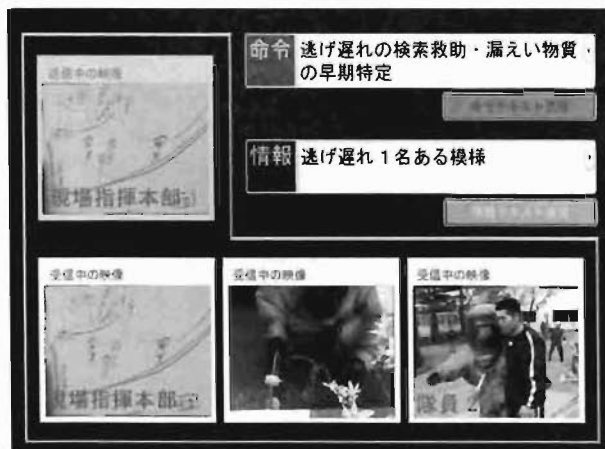 命令
逃げ遅れの検索救助・漏えい物質
の早期特定
受信中の映像
現場指揮本部
情報
逃げ遅れ1名ある模様
受信中の映像
現場指揮本部
受信中の映像
受信中の映像
隊員